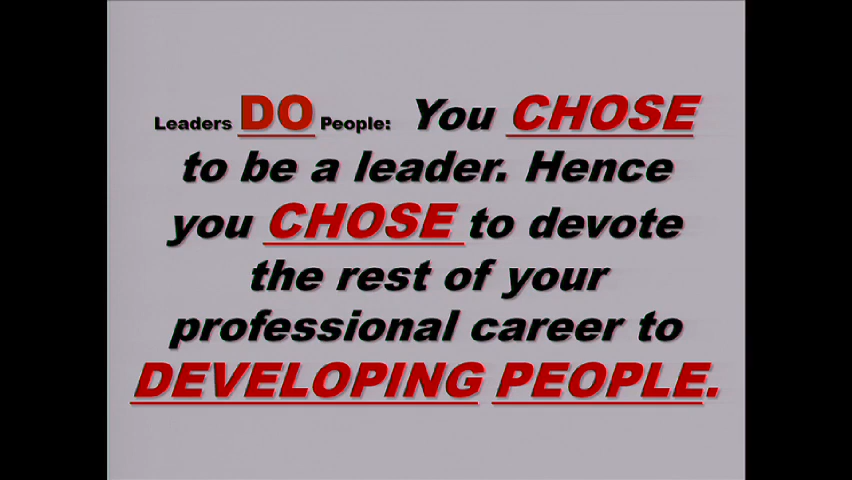 Leaders DO People: You CHOSE
to be a leader. Hence
you CHOSE to devote
the rest of your
professional career to
DEVELOPING PEOPLE.